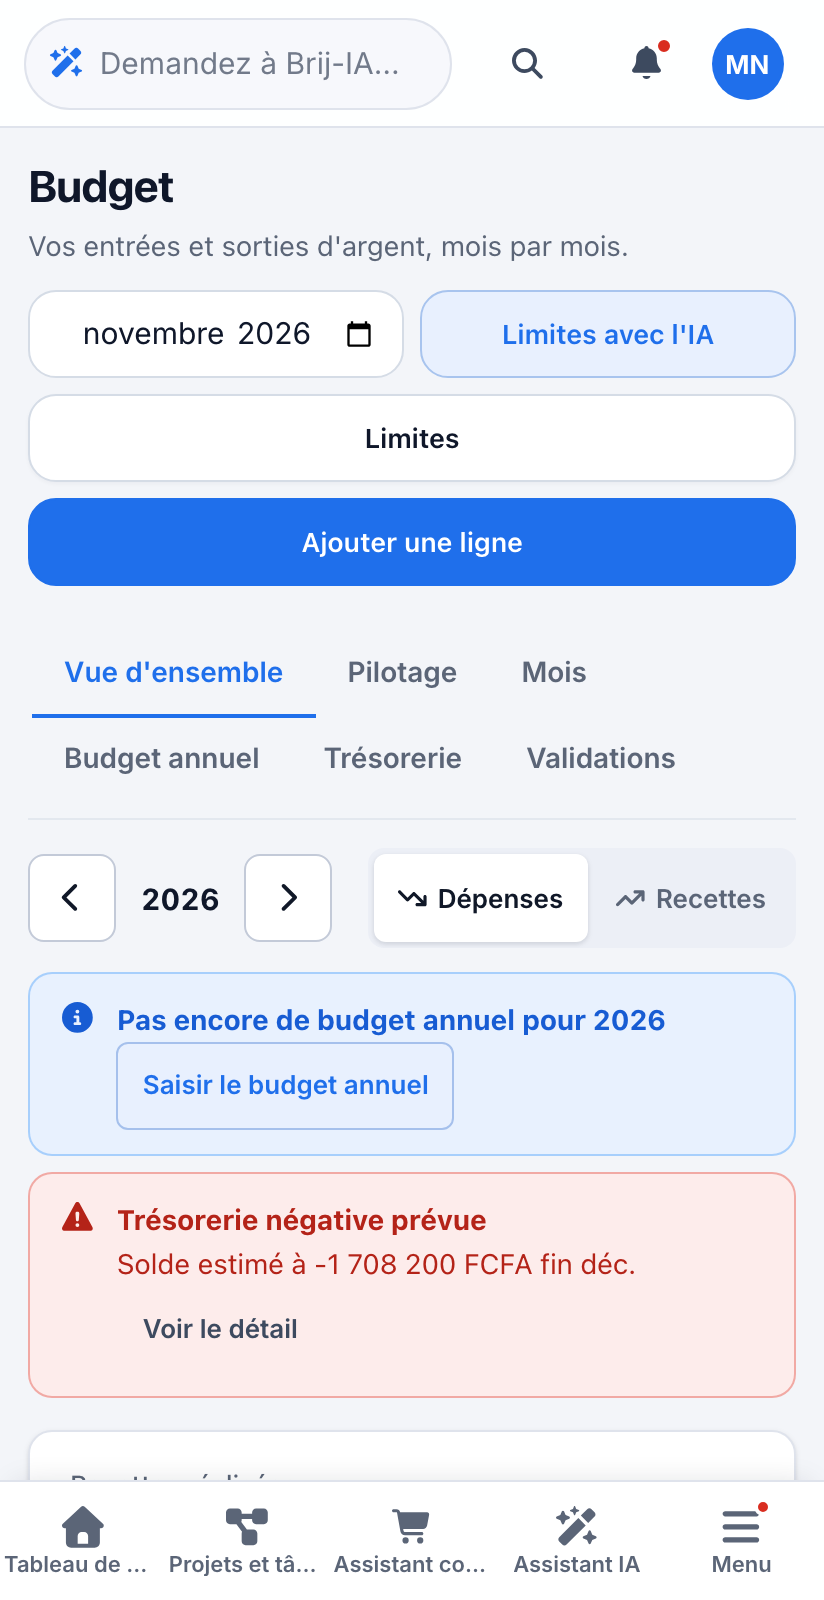 Demandez à Brij-IA...
MN
Budget
Vos entrées et sorties d'argent, mois par mois.
novembre 2026
Limites avec l'IA
Limites
Ajouter une ligne
Vue d'ensemble
Pilotage
Mois
Budget annuel
Trésorerie
Validations
2026
Dépenses
Recettes
Pas encore de budget annuel pour 2026
Saisir le budget annuel
Trésorerie négative prévue
Solde estimé à -1 708 200 FCFA fin déc.
Voir le détail
Tableau de ...
Projets et tâ...
Assistant co...
Assistant IA
Menu